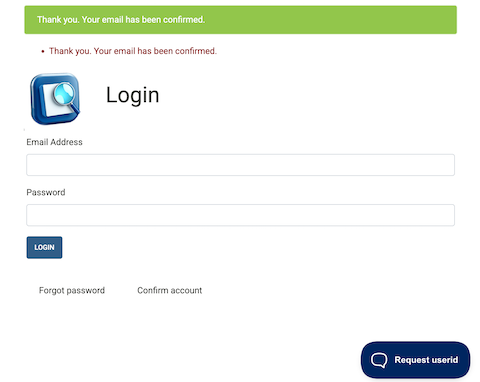 Thank you. Your email has been confirmed.
Thank you. Your email has been confirmed.
Login
Email Address
Password
LOGIN
Forgot password
Confirm account
Request userid